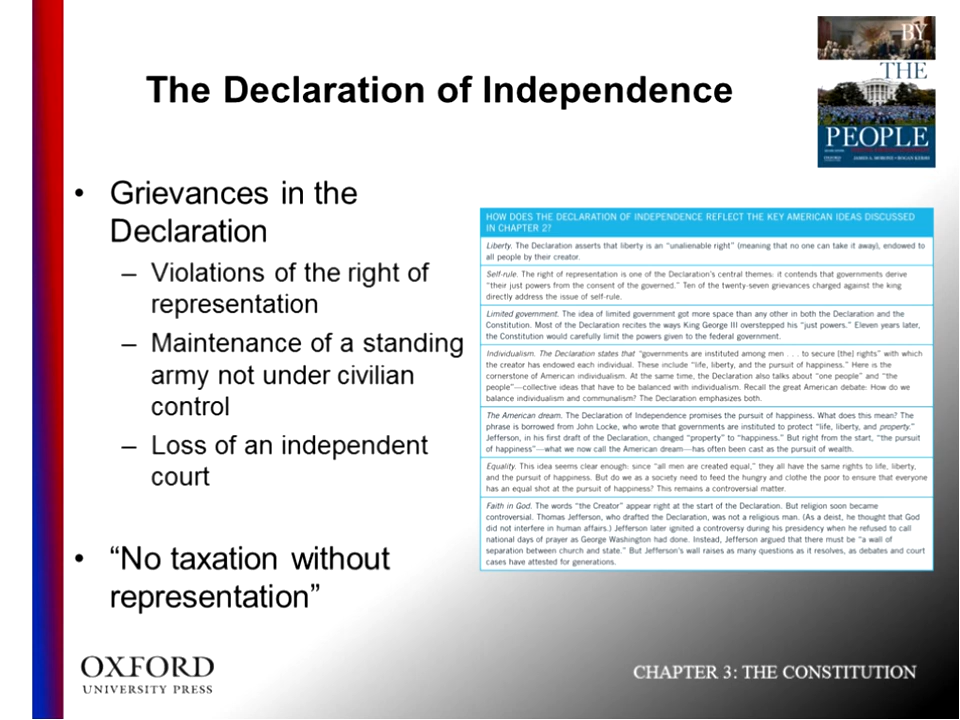 BY
THE
PEOPLE
JAMES A. MORONE • ROGAN KERSH
The Declaration of Independence
• Grievances in the
Declaration
– Violations of the right of
representation
– Maintenance of a standing
army not under civilian
control
– Loss of an independent
court
• “No taxation without
representation”
HOW DOES THE DECLARATION OF INDEPENDENCE REFLECT THE KEY AMERICAN IDEAS DISCUSSED
IN CHAPTER 2?
Liberty. The Declaration asserts that liberty is an “unalienable right” (meaning that no one can take it away), endowed to
all people by their creator.
Self-rule. The right of representation is one of the Declaration’s central themes: it contends that governments derive
“their just powers from the consent of the governed.” Ten of the twenty-seven grievances charged against the king
directly address the issue of self-rule.
Limited government. The idea of limited government got more space than any other in both the Declaration and the
Constitution. Most of the Declaration recites the ways King George III overstepped his “just powers.” Eleven years later,
the Constitution would carefully limit the powers given to the federal government.
Individualism. The Declaration states that “governments are instituted among men . . . to secure [the] rights” with which
the creator has endowed each individual. These include “life, liberty, and the pursuit of happiness.” Here is the
cornerstone of American individualism. At the same time, the Declaration also talks about “one people” and “the
people”—collective ideas that have to be balanced with individualism. Recall the great American debate: How do we
balance individualism and communalism? The Declaration emphasizes both.
The American dream. The Declaration of Independence promises the pursuit of happiness. What does this mean? The
phrase is borrowed from John Locke, who wrote that governments are instituted to protect “life, liberty, and property.”
Jefferson, in his first draft of the Declaration, changed “property” to “happiness.” But right from the start, “the pursuit
of happiness”—what we now call the American dream—has often been cast as the pursuit of wealth.
Equality. This idea seems clear enough: since “all men are created equal,” they all have the same rights to life, liberty,
and the pursuit of happiness. But do we as a society need to feed the hungry and clothe the poor to ensure that everyone
has an equal shot at the pursuit of happiness? This remains a controversial matter.
Faith in God. The words “the Creator” appear right at the start of the Declaration. But religion soon became
controversial. Thomas Jefferson, who drafted the Declaration, was not a religious man. (As a deist, he thought that God
did not interfere in human affairs.) Jefferson later ignited a controversy during his presidency when he refused to call
national days of prayer as George Washington had done. Instead, Jefferson argued that there must be “a wall of
separation between church and state.” But Jefferson’s wall raises as many questions as it resolves, as debates and court
cases have attested for generations.
OXFORD
UNIVERSITY PRESS
CHAPTER 3: THE CONSTITUTION